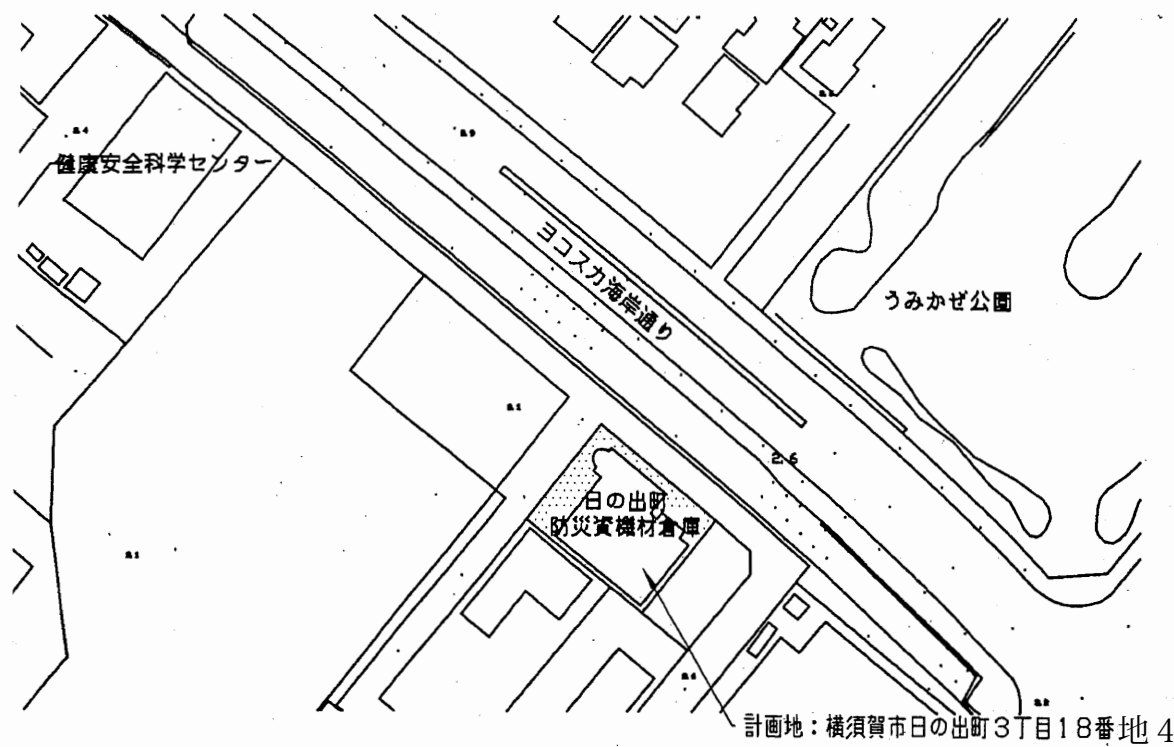 健康安全科学センター
ヨコスカ海岸通り
うみかぜ公園
2.6
日の出町
防災資機材倉庫
計画地：横須賀市日の出町3丁目18番地4